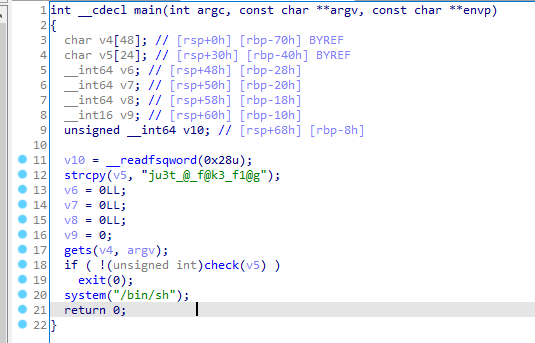 1 int __cdecl main(int argc, const char **argv, const char **envp)
2 {
3 char v4[48]; // [rsp+0h] [rbp-70h] BYREF
4 char v5[24]; // [rsp+30h] [rbp-40h] BYREF
5 __int64 v6; // [rsp+48h] [rbp-28h]
6 __int64 v7; // [rsp+50h] [rbp-20h]
7 __int64 v8; // [rsp+58h] [rbp-18h]
8 __int16 v9; // [rsp+60h] [rbp-10h]
9 unsigned __int64 v10; // [rsp+68h] [rbp-8h]
10
11 v10 = __readfsqword(0x28u);
12 strcpy(v5, "ju3t_@_f@k3_f1@g");
13 v6 = 0LL;
14 v7 = 0LL;
15 v8 = 0LL;
16 v9 = 0;
17 gets(v4, argv);
18 if ( !(unsigned int)check(v5) )
19 exit(0);
20 system("/bin/sh");
21 return 0;
22 }